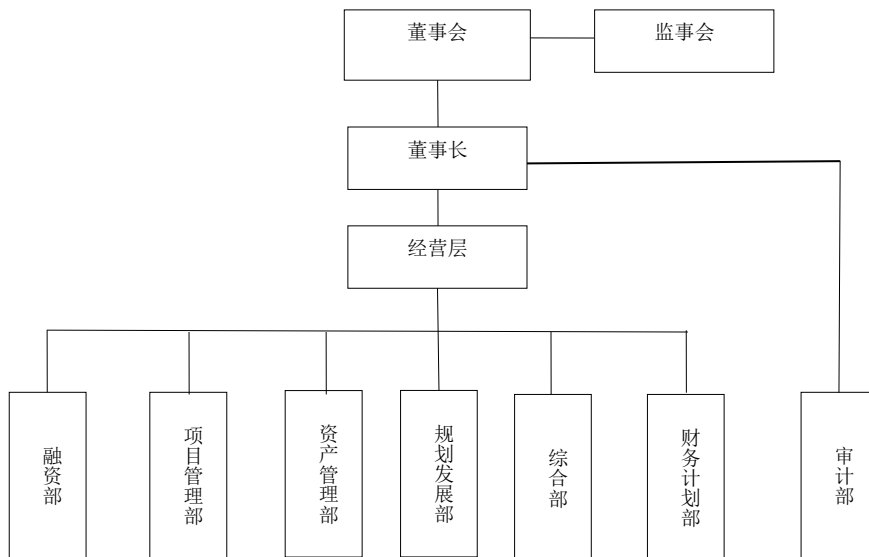 董事会
监事会
董事长
经营层
融资部
项目管理部
资产管理部
规划发展部
综合部
财务计划部
审计部